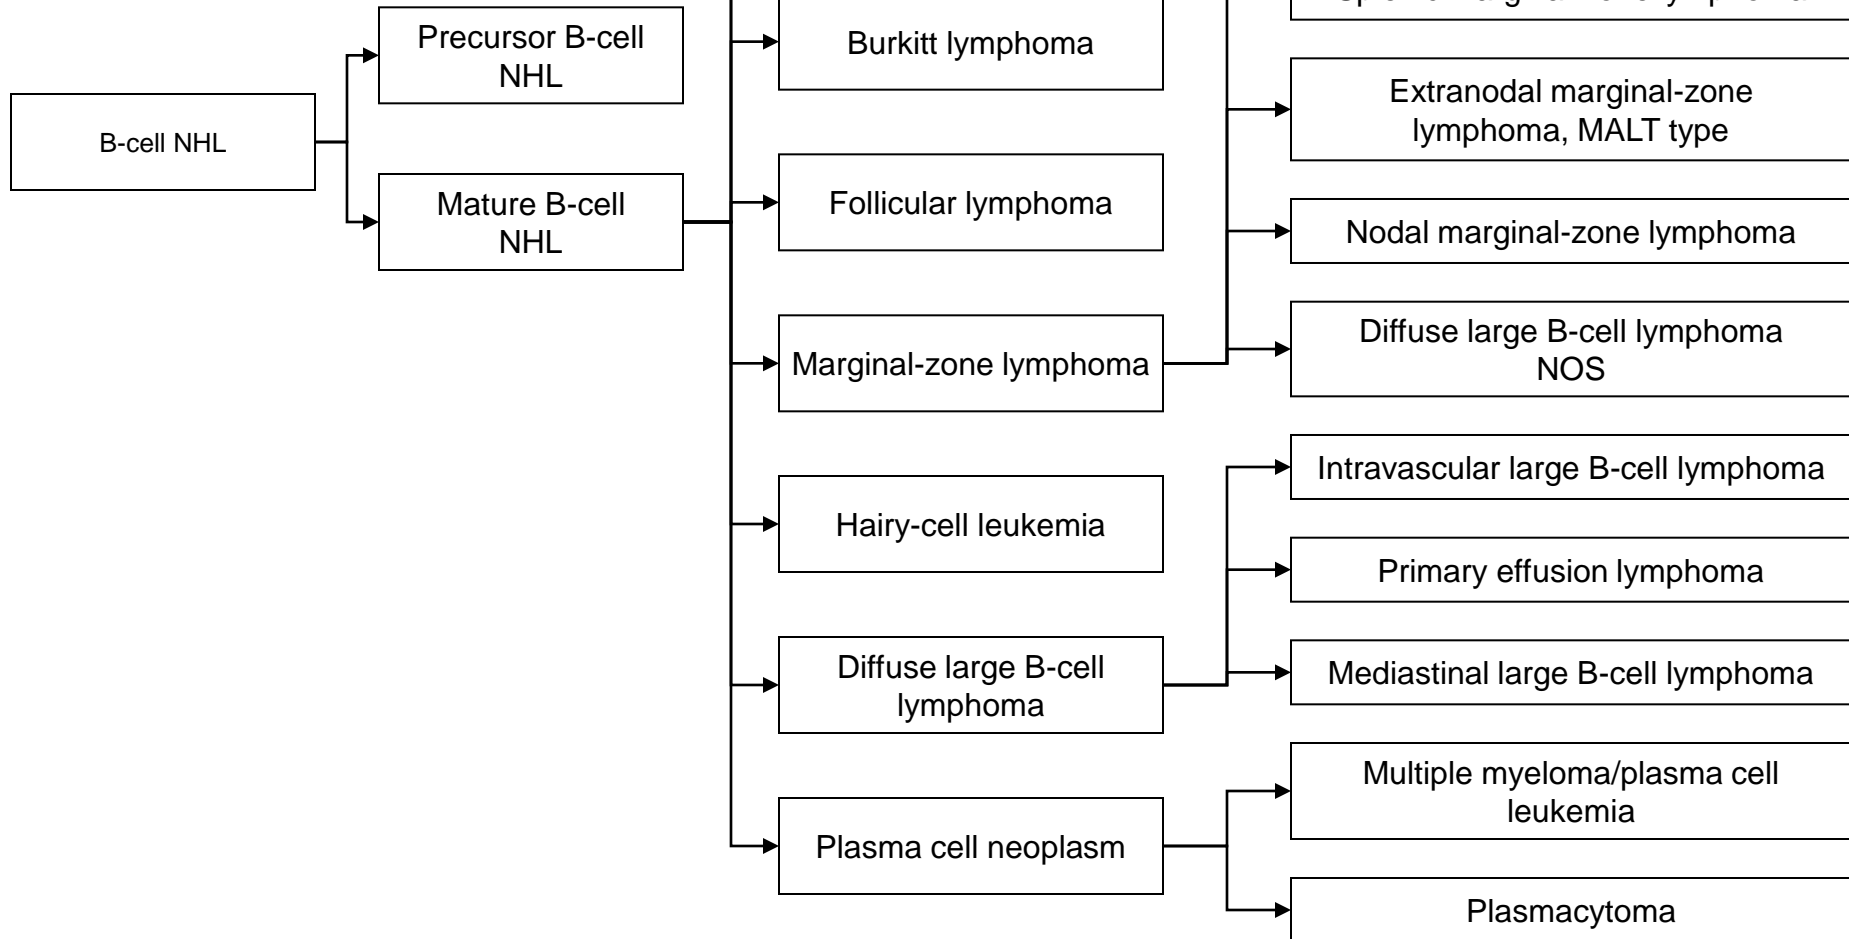 B-cell NHL
Precursor B-cell
NHL
Mature B-cell
NHL
Burkitt lymphoma
Follicular lymphoma
Marginal-zone lymphoma
Hairy-cell leukemia
Diffuse large B-cell
lymphoma
Plasma cell neoplasm
Extranodal marginal-zone
lymphoma, MALT type
Nodal marginal-zone lymphoma
Diffuse large B-cell lymphoma
NOS
Intravascular large B-cell lymphoma
Primary effusion lymphoma
Mediastinal large B-cell lymphoma
Multiple myeloma/plasma cell
leukemia
Plasmacytoma